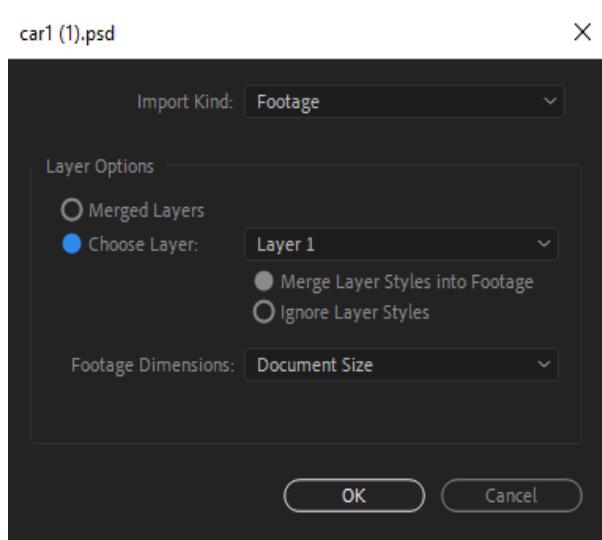 car1 (1).psd
Import Kind: Footage
Layer Options
Merged Layers
Choose Layer: Layer 1
Merge Layer Styles into Footage
Ignore Layer Styles
Footage Dimensions: Document Size
OK Cancel